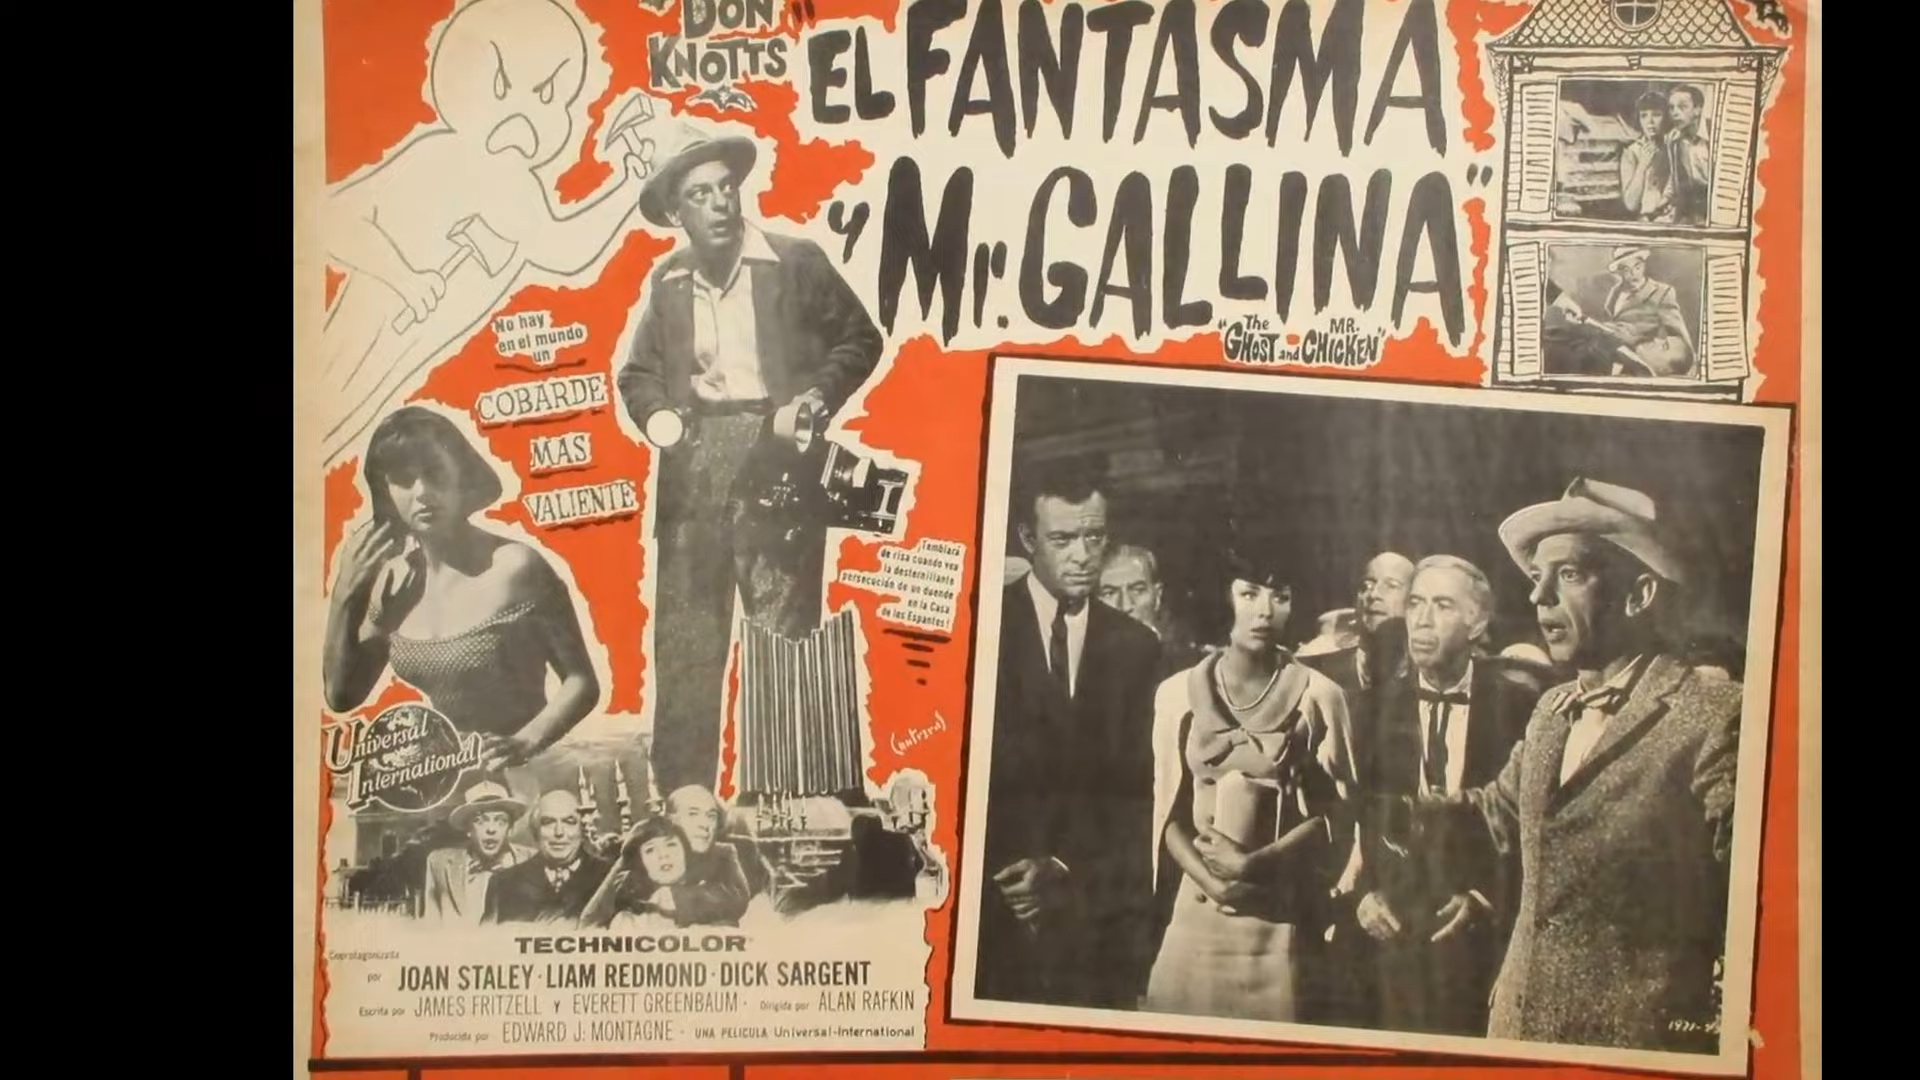 "DON
KNOTTS"
EL FANTASMA
Y "Mr. GALLINA"
"The GHOST and MR. CHICKEN"
No hay
en el mundo
un
COBARDE
MAS
VALIENTE
¡Temblará
de risa cuando vea
la desternillante
persecución de un duende
en la Casa
de los Espantos!
Contreras
Universal
International
TECHNICOLOR
Coprotagonizada
por JOAN STALEY · LIAM REDMOND · DICK SARGENT
Escrita por JAMES FRITZELL Y EVERETT GREENBAUM · Dirigida por ALAN RAFKIN
Producida por EDWARD J. MONTAGNE · UNA PELICULA Universal-International